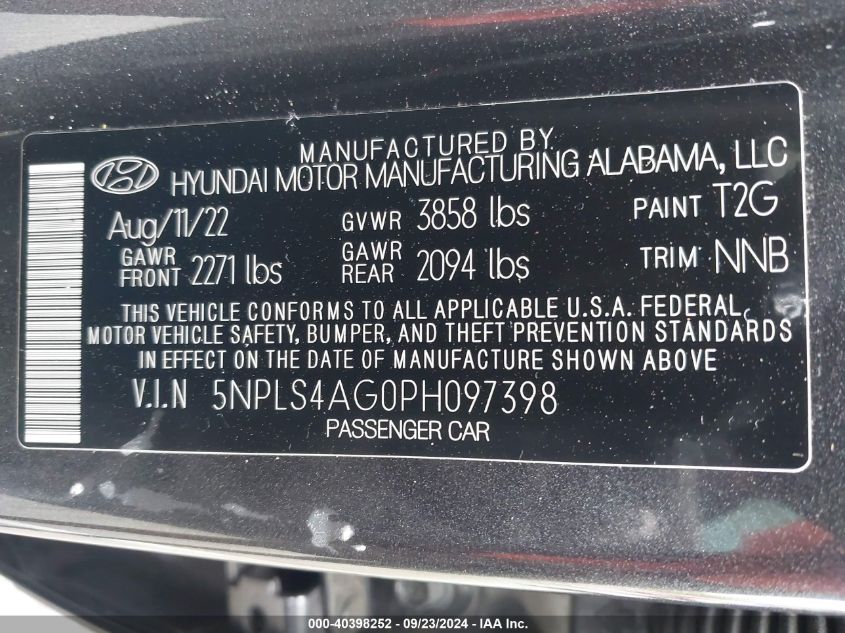 MANUFACTURED BY
HYUNDAI MOTOR MANUFACTURING ALABAMA, LLC
Aug/11/22 GVWR 3858 lbs PAINT T2G
GAWR FRONT 2271 lbs GAWR REAR 2094 lbs TRIM NNB
THIS VEHICLE CONFORMS TO ALL APPLICABLE U.S.A. FEDERAL
MOTOR VEHICLE SAFETY, BUMPER, AND THEFT PREVENTION STANDARDS
IN EFFECT ON THE DATE OF MANUFACTURE SHOWN ABOVE
V.I.N 5NPLS4AG0PH097398
PASSENGER CAR
000-40398252 - 09/23/2024 - IAA Inc.